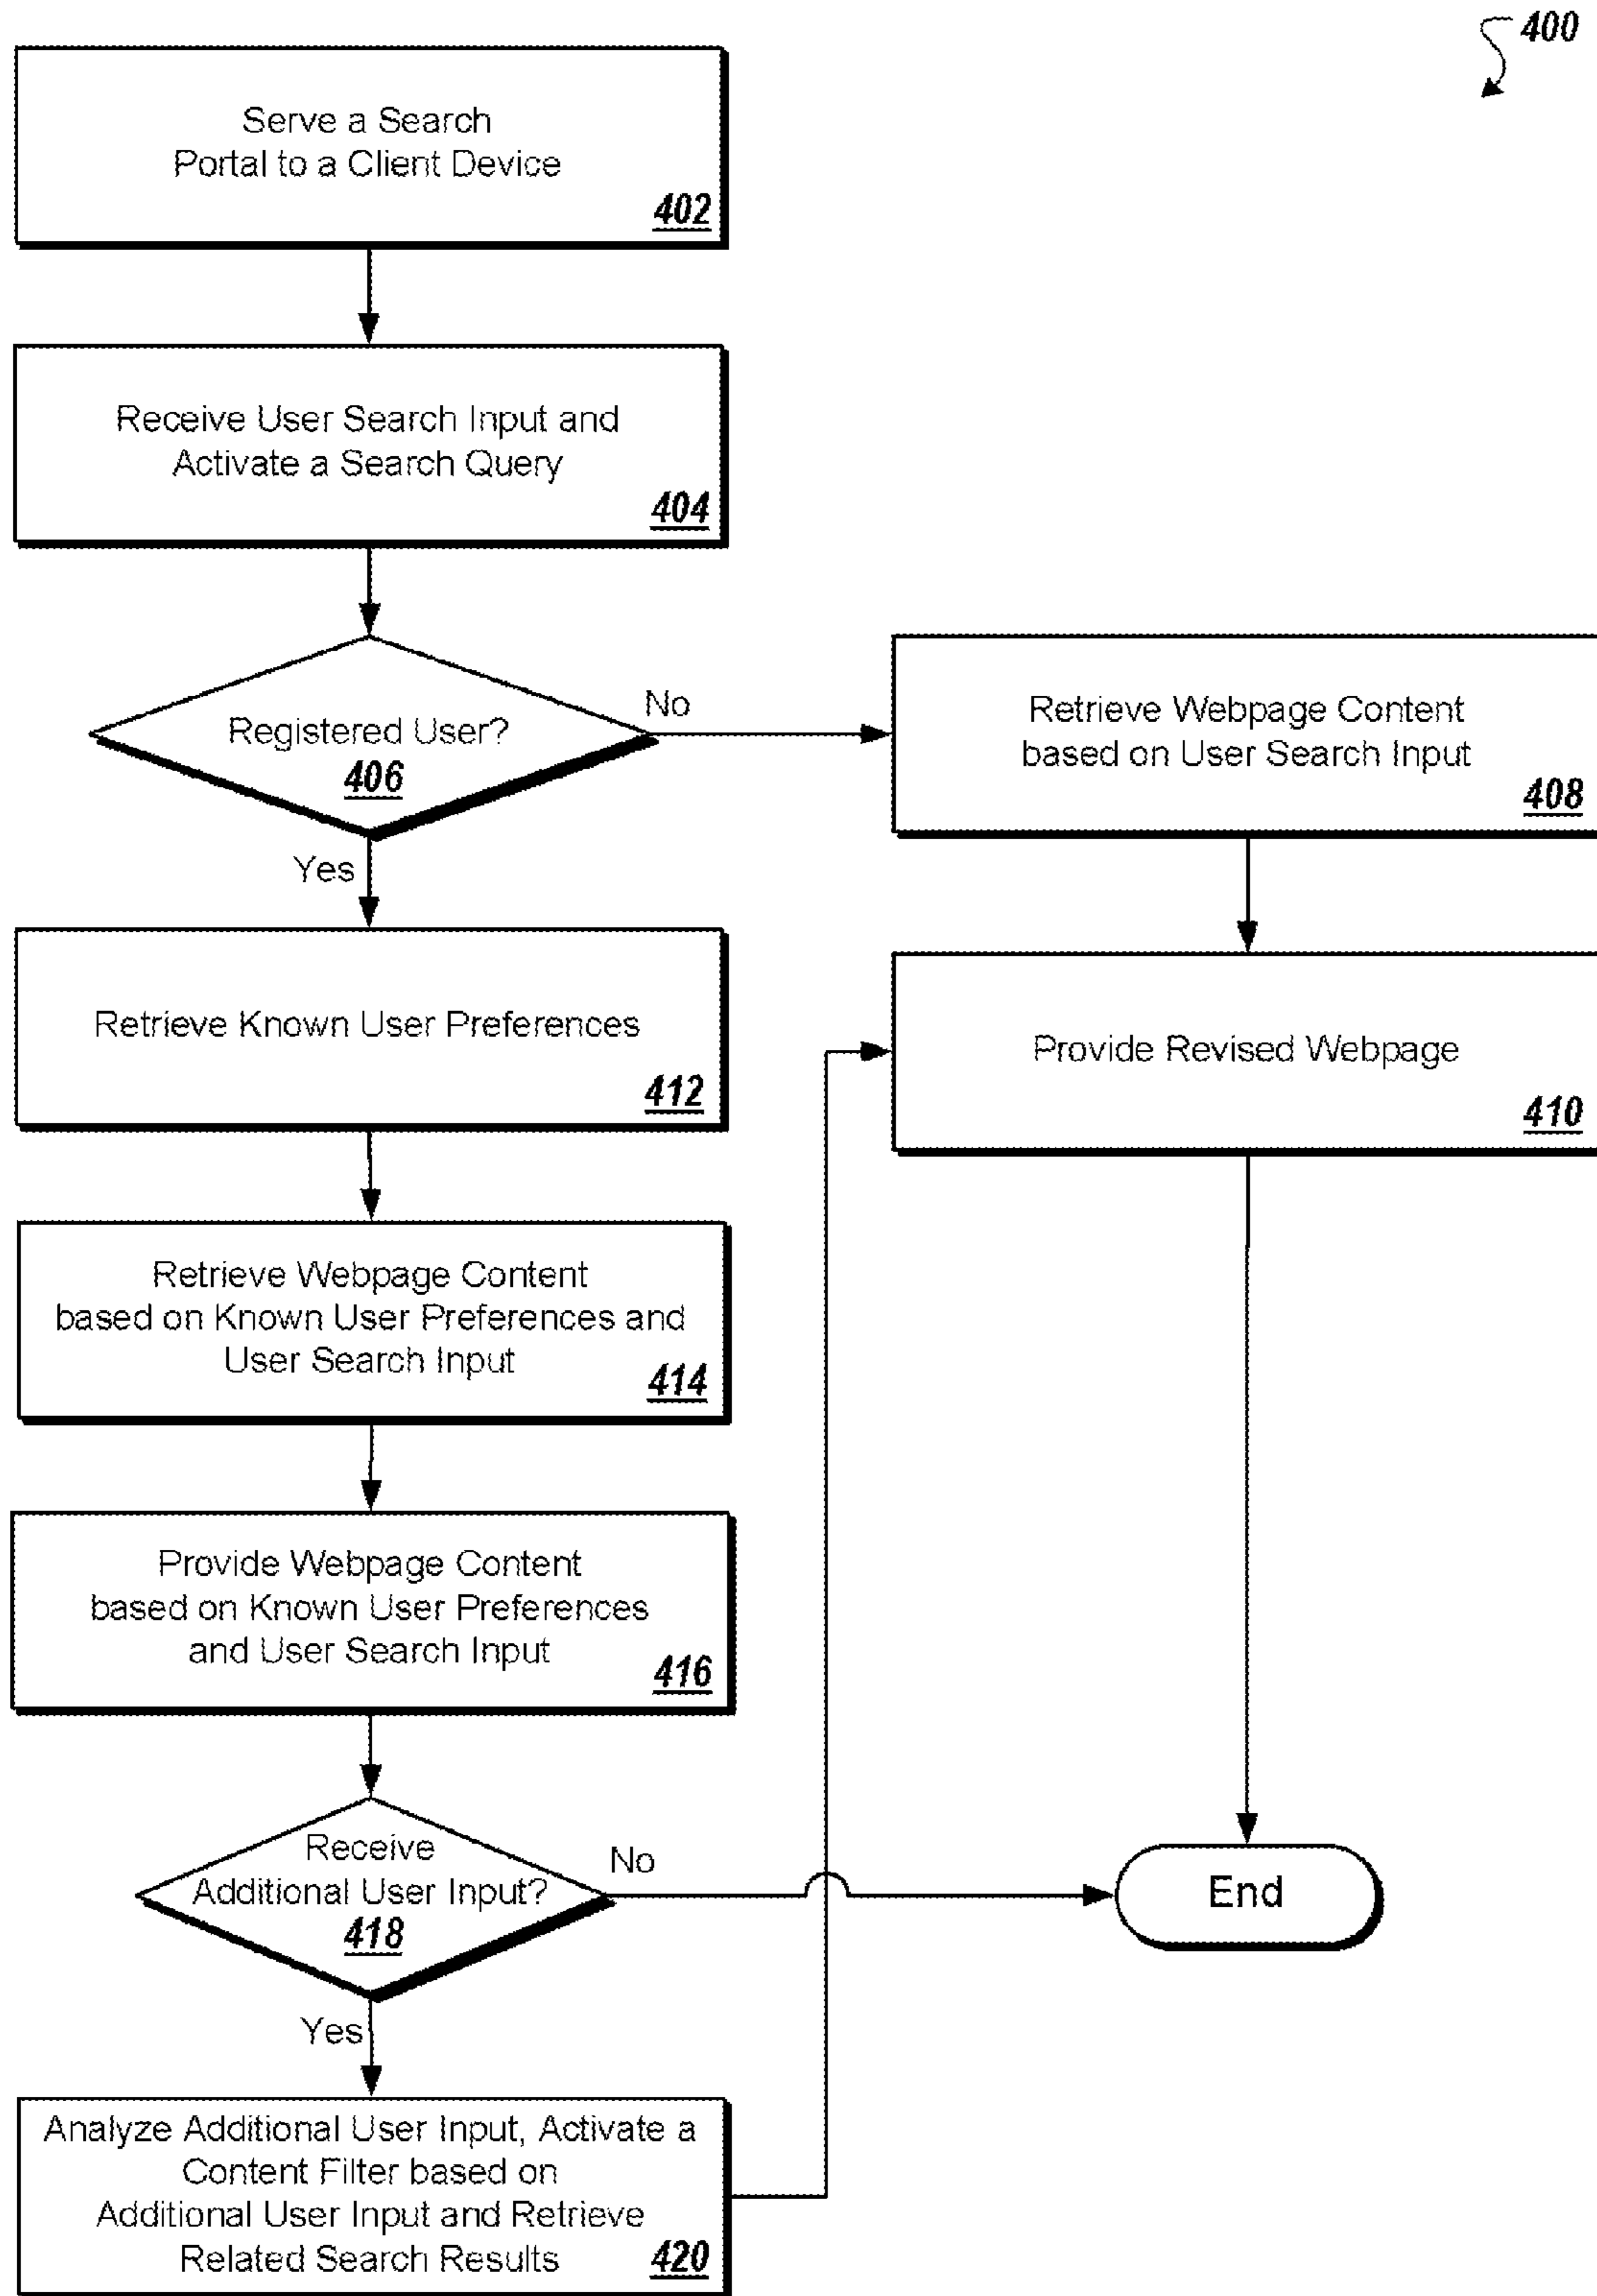 400
Serve a Search
Portal to a Client Device
402
Receive User Search Input and
Activate a Search Query
404
Registered User?
406
No
Yes
Retrieve Webpage Content
based on User Search Input
408
Provide Revised Webpage
410
Retrieve Known User Preferences
412
Retrieve Webpage Content
based on Known User Preferences and
User Search Input
414
Provide Webpage Content
based on Known User Preferences
and User Search Input
416
Receive
Additional User Input?
418
No
Yes
End
Analyze Additional User Input, Activate a
Content Filter based on
Additional User Input and Retrieve
Related Search Results
420